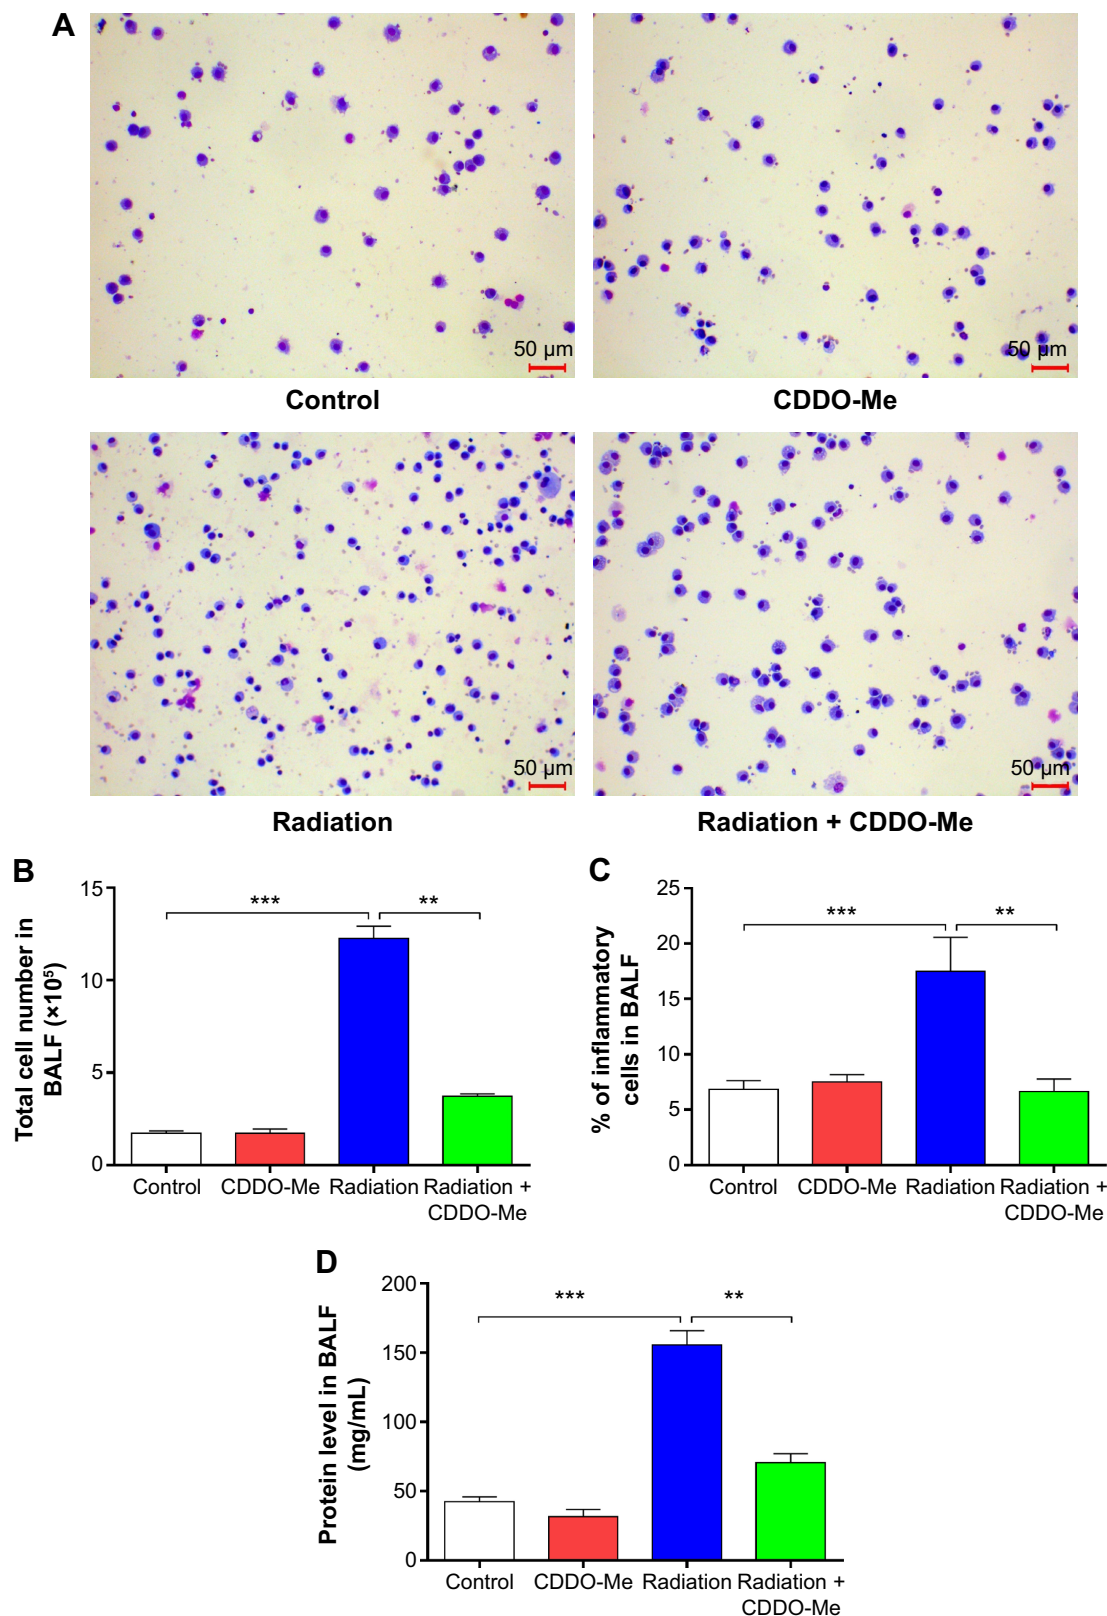 A
50 µm
50 µm
Control
CDDO-Me
50 µm
50 µm
Radiation
Radiation + CDDO-Me
B
Total cell number in
BALF (×10⁵)
15
10
5
0
***
**
Control
CDDO-Me
Radiation
Radiation +
CDDO-Me
C
% of inflammatory
cells in BALF
25
20
15
10
5
0
***
**
Control
CDDO-Me
Radiation
Radiation +
CDDO-Me
D
Protein level in BALF
(mg/mL)
200
150
100
50
0
***
**
Control
CDDO-Me
Radiation
Radiation +
CDDO-Me